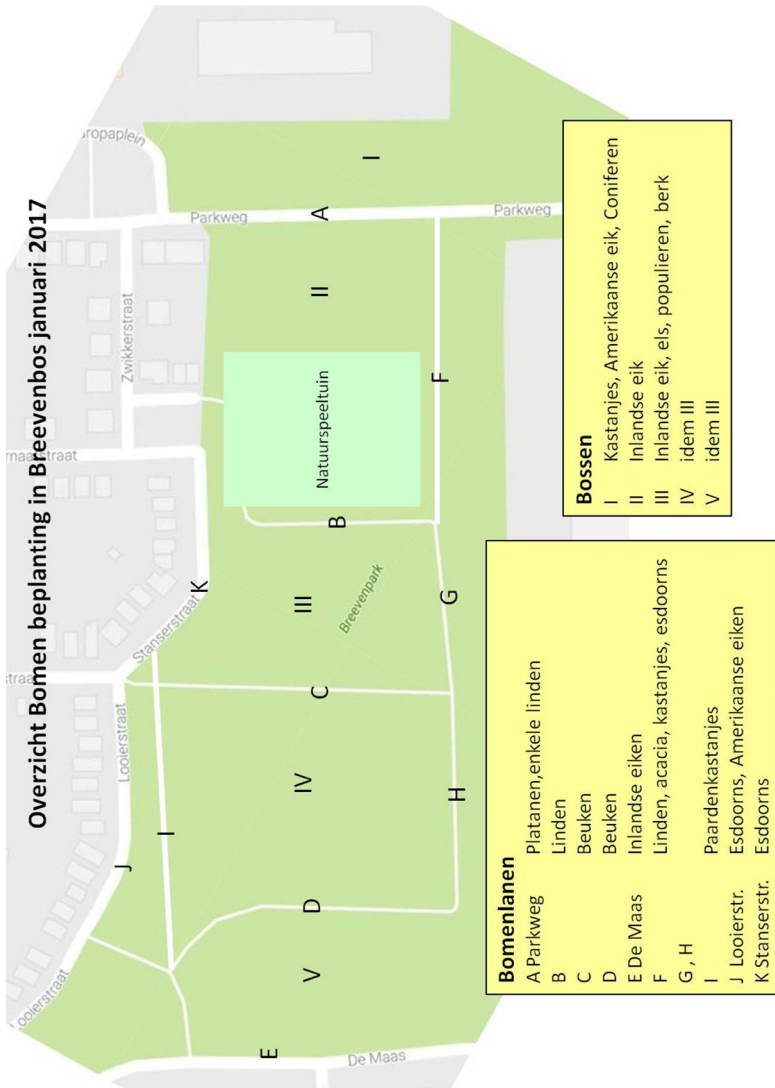 Overzicht Bomen beplanting in Breevenbos januari 2017
Looierstraat
Looierstraat
straat
Stanserstraat
rnaarstraat
Zwikkerstraat
ropaplein
J
K
I
Parkweg
E
V
D
IV
C
III
B
Natuurspeeltuin
II
A
I
De Maas
Breevenpark
H
G
F
Parkweg
Bomenlanen
A Parkweg Platanen,enkele linden
B Linden
C Beuken
D Beuken
E De Maas Inlandse eiken
F Linden, acacia, kastanjes, esdoorns
G , H
I Paardenkastanjes
J Looierstr. Esdoorns, Amerikaanse eiken
K Stanserstr. Esdoorns
Bossen
I Kastanjes, Amerikaanse eik, Coniferen
II Inlandse eik
III Inlandse eik, els, populieren, berk
IV idem III
V idem III